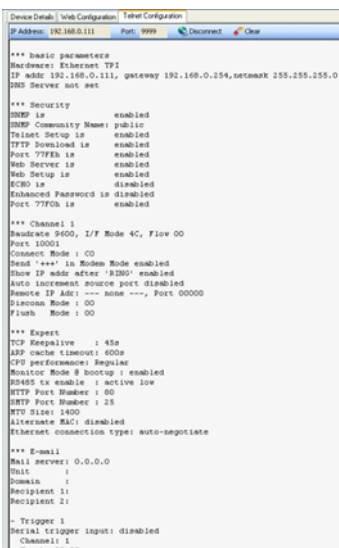 Device Details Web Configuration Telnet Configuration
IP Address: 192.168.0.111 Port: 9999 Disconnect Clear
*** basic parameters
Hardware: Ethernet TPI
IP addr 192.168.0.111, gateway 192.168.0.254,netmask 255.255.255.0
DNS Server not set
*** Security
SNMP is enabled
SNMP Community Name: public
Telnet Setup is enabled
TFTP Download is enabled
Port 77FEh is enabled
Web Server is enabled
Web Setup is enabled
ECHO is disabled
Enhanced Password is disabled
Port 77F0h is enabled
*** Channel 1
Baudrate 9600, I/F Mode 4C, Flow 00
Port 10001
Connect Mode : C0
Send '+++' in Modem Mode enabled
Show IP addr after 'RING' enabled
Auto increment source port disabled
Remote IP Adr: --- none ---, Port 00000
Disconn Mode : 00
Flush Mode : 00
*** Expert
TCP Keepalive : 45s
ARP cache timeout: 600s
CPU performance: Regular
Monitor Mode @ bootup : enabled
RS485 tx enable : active low
HTTP Port Number : 80
SMTP Port Number : 25
MTU Size: 1400
Alternate MAC: disabled
Ethernet connection type: auto-negotiate
*** E-mail
Mail server: 0.0.0.0
Unit :
Domain :
Recipient 1:
Recipient 2:
- Trigger 1
Serial trigger input: disabled
Channel: 1